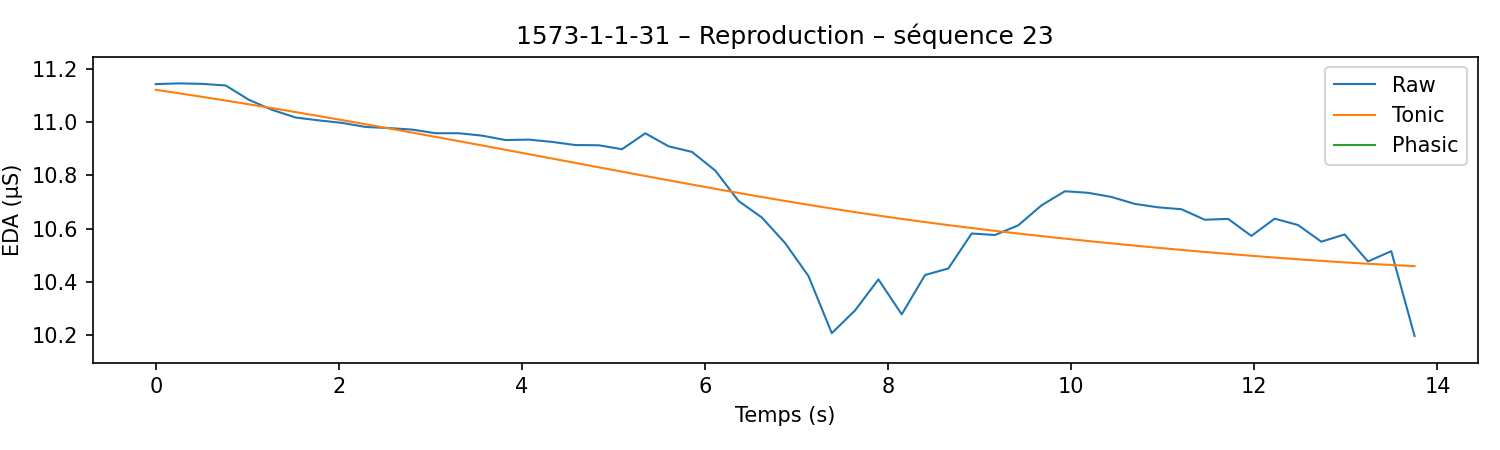 1573-1-1-31 – Reproduction – séquence 23
EDA (µS)
11.2
11.0
10.8
10.6
10.4
10.2
Raw
Tonic
Phasic
0 2 4 6 8 10 12 14
Temps (s)